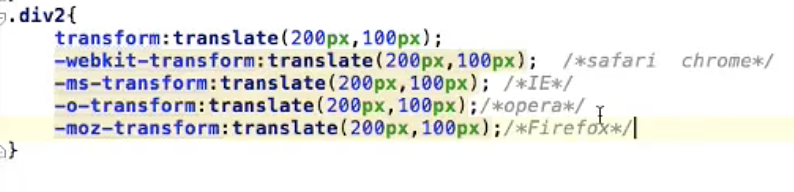 .div2{
transform:translate(200px,100px);
-webkit-transform:translate(200px,100px);  /*safari  chrome*/
-ms-transform:translate(200px,100px); /*IE*/
-o-transform:translate(200px,100px);/*opera*/
-moz-transform:translate(200px,100px);/*Firefox*/
}